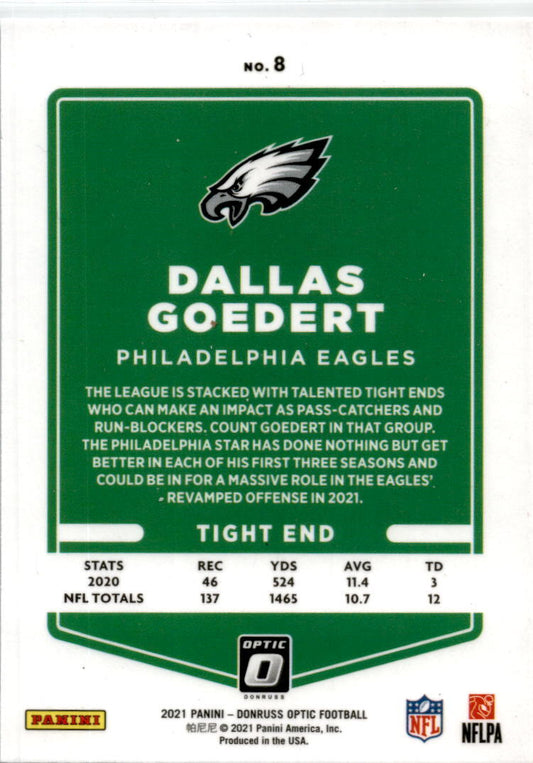 NO. 8
DALLAS
GOEDERT
PHILADELPHIA EAGLES
THE LEAGUE IS STACKED WITH TALENTED TIGHT ENDS
WHO CAN MAKE AN IMPACT AS PASS-CATCHERS AND
RUN-BLOCKERS. COUNT GOEDERT IN THAT GROUP.
THE PHILADELPHIA STAR HAS DONE NOTHING BUT GET
BETTER IN EACH OF HIS FIRST THREE SEASONS AND
COULD BE IN FOR A MASSIVE ROLE IN THE EAGLES'
REVAMPED OFFENSE IN 2021.
TIGHT END
STATS REC YDS AVG TD
2020 46 524 11.4 3
NFL TOTALS 137 1465 10.7 12
OPTIC
DONRUSS
PANINI
2021 PANINI – DONRUSS OPTIC FOOTBALL
帕尼尼 © 2021 Panini America, Inc.
Produced in the USA.
NFL
NFLPA